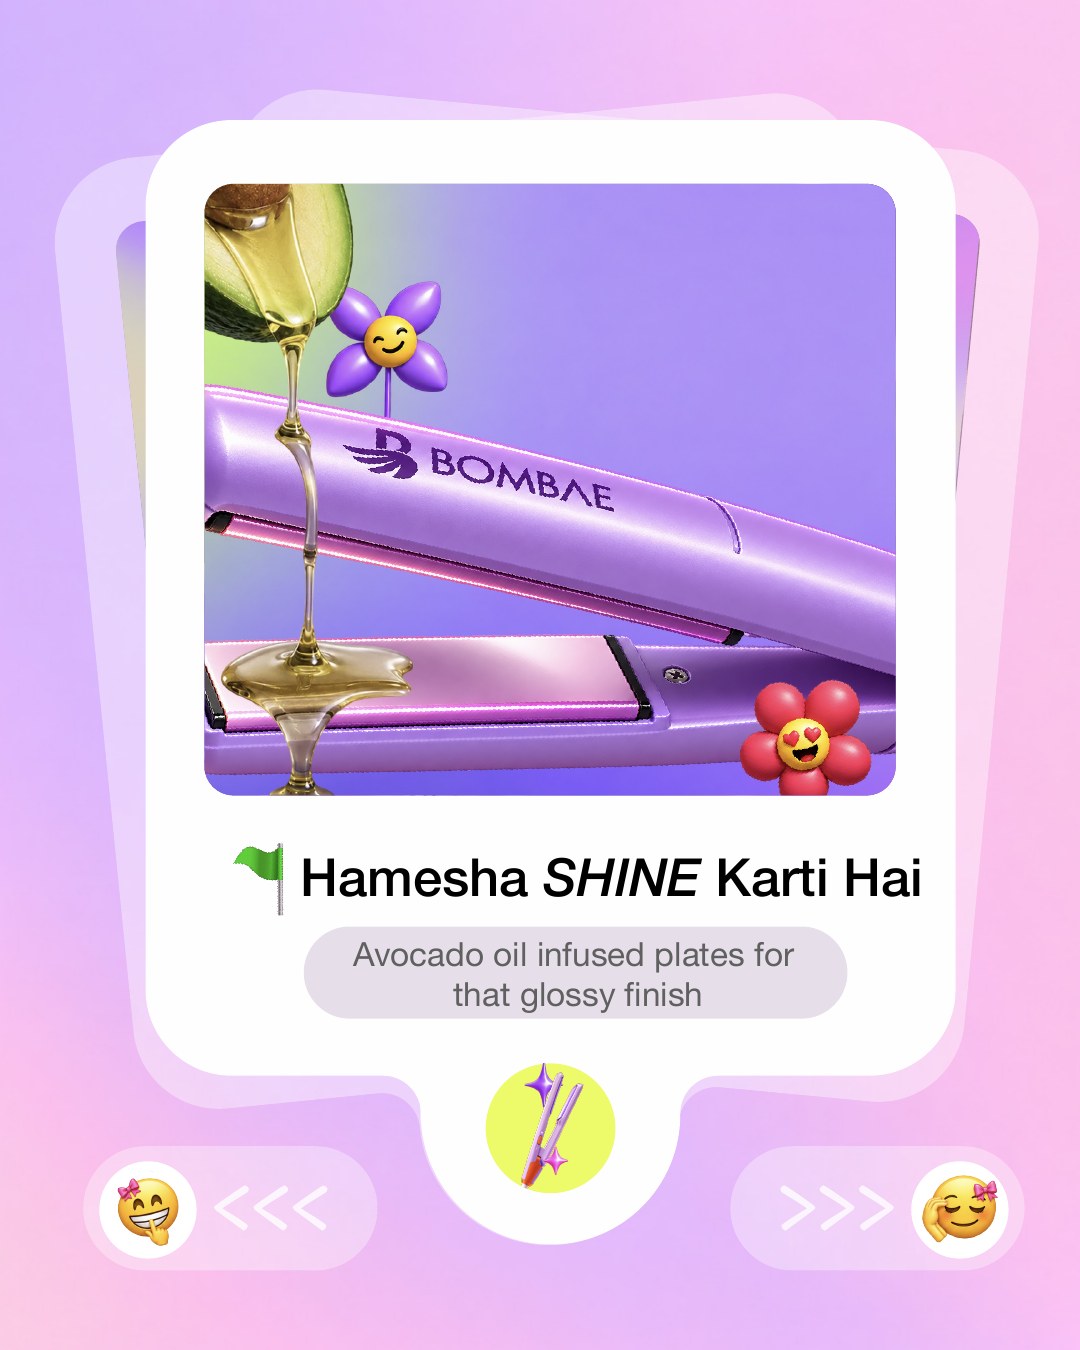 BOMBAE
Hamesha SHINE Karti Hai
Avocado oil infused plates for
that glossy finish